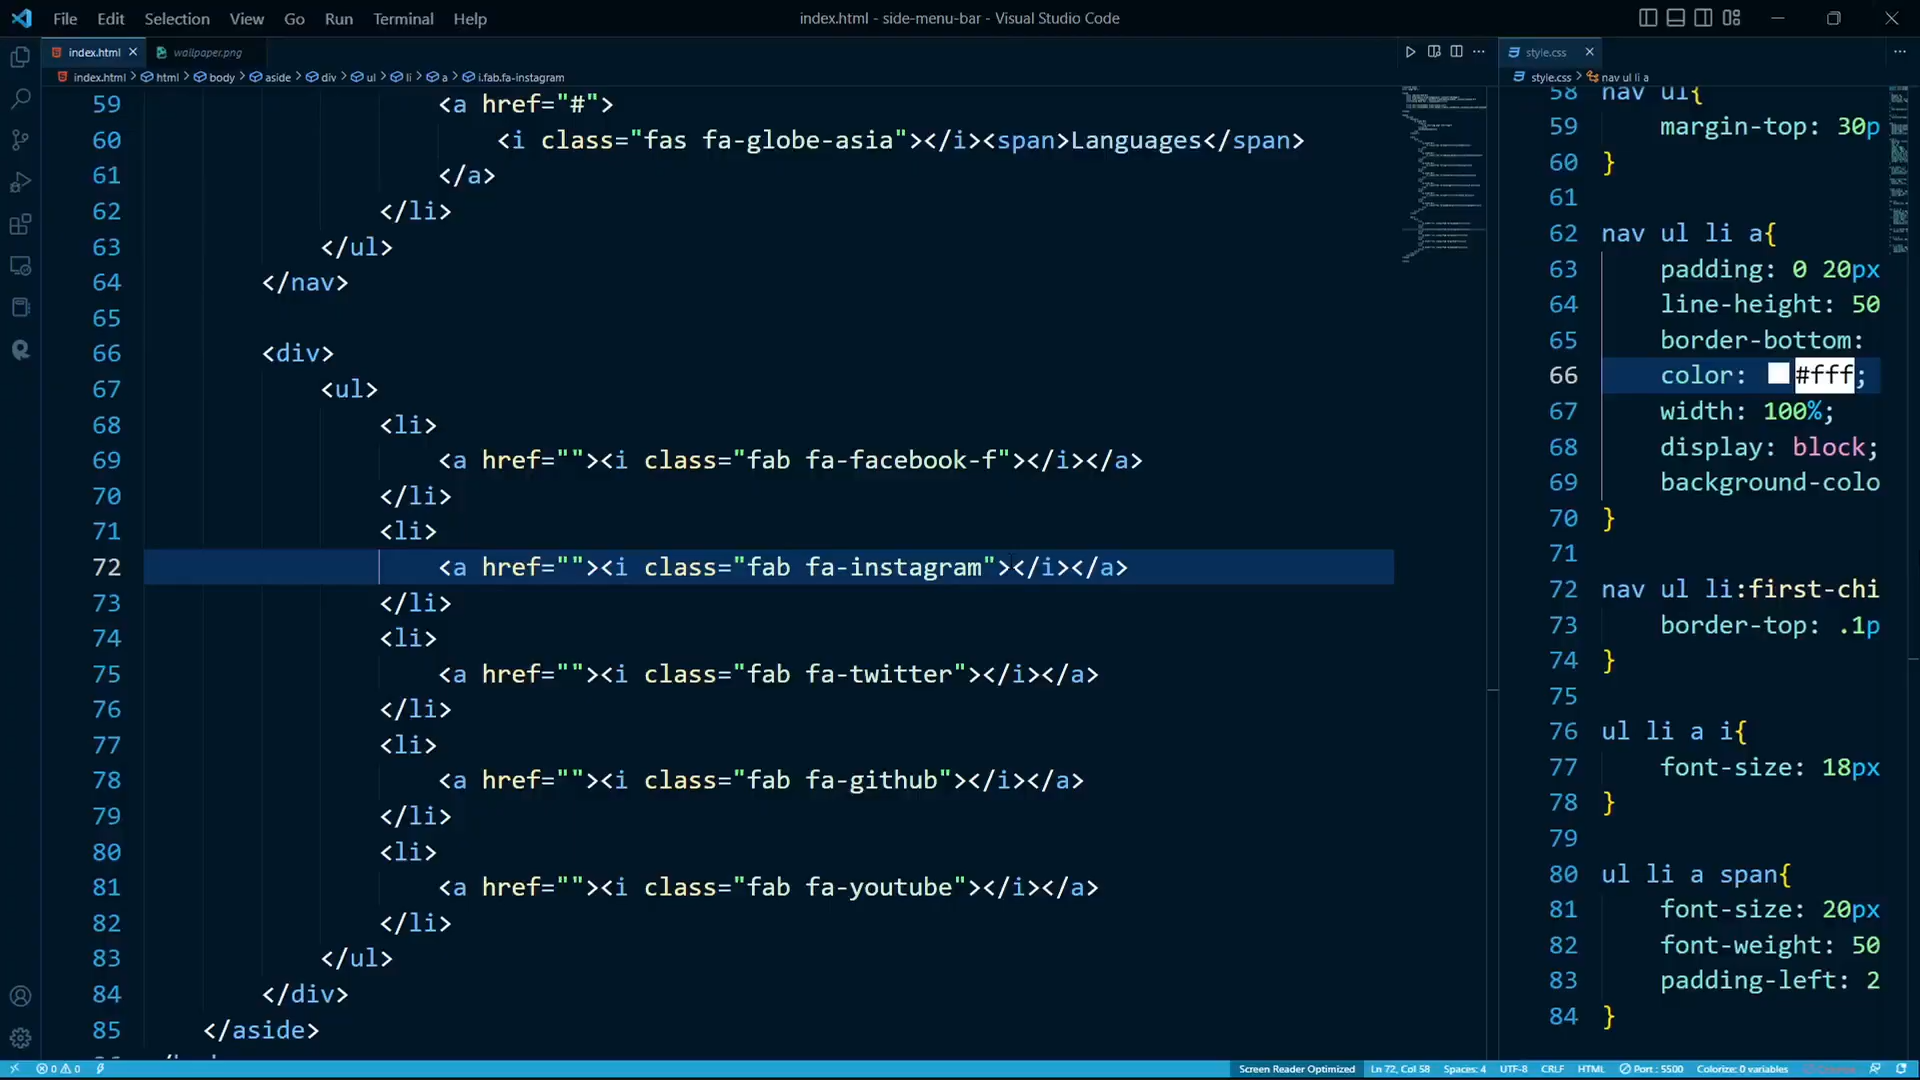 File Edit Selection View Go Run Terminal Help
index.html - side-menu-bar - Visual Studio Code
index.html
wallpaper.png
index.html > html > body > aside > div > ul > li > a > i.fab.fa-instagram
59 <a href="#">
60 <i class="fas fa-globe-asia"></i><span>Languages</span>
61 </a>
62 </li>
63 </ul>
64 </nav>
65
66 <div>
67 <ul>
68 <li>
69 <a href=""><i class="fab fa-facebook-f"></i></a>
70 </li>
71 <li>
72 <a href=""><i class="fab fa-instagram"></i></a>
73 </li>
74 <li>
75 <a href=""><i class="fab fa-twitter"></i></a>
76 </li>
77 <li>
78 <a href=""><i class="fab fa-github"></i></a>
79 </li>
80 <li>
81 <a href=""><i class="fab fa-youtube"></i></a>
82 </li>
83 </ul>
84 </div>
85 </aside>
style.css
style.css > nav ul li a
58 nav ul{
59 margin-top: 30p
60 }
61
62 nav ul li a{
63 padding: 0 20px
64 line-height: 50
65 border-bottom:
66 color: #fff;
67 width: 100%;
68 display: block;
69 background-colo
70 }
71
72 nav ul li:first-chi
73 border-top: .1p
74 }
75
76 ul li a i{
77 font-size: 18px
78 }
79
80 ul li a span{
81 font-size: 20px
82 font-weight: 50
83 padding-left: 2
84 }
0 0
Screen Reader Optimized Ln 72, Col 58 Spaces: 4 UTF-8 CRLF HTML Port : 5500 Colorize: 0 variables